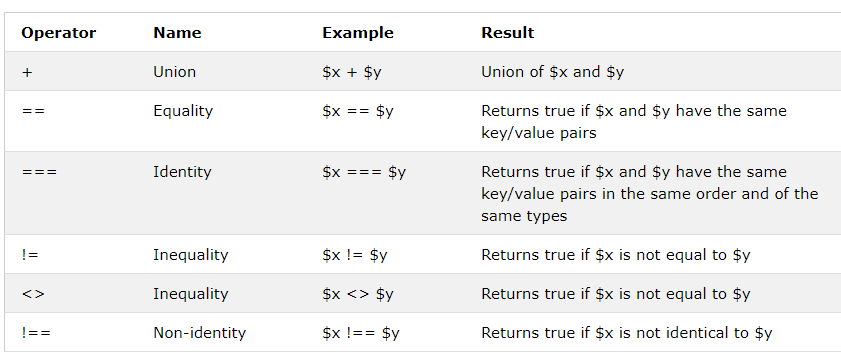 Operator Name Example Result
+ Union $x + $y Union of $x and $y
== Equality $x == $y Returns true if $x and $y have the same
key/value pairs
=== Identity $x === $y Returns true if $x and $y have the same
key/value pairs in the same order and of the
same types
!= Inequality $x != $y Returns true if $x is not equal to $y
<> Inequality $x <> $y Returns true if $x is not equal to $y
!== Non-identity $x !== $y Returns true if $x is not identical to $y